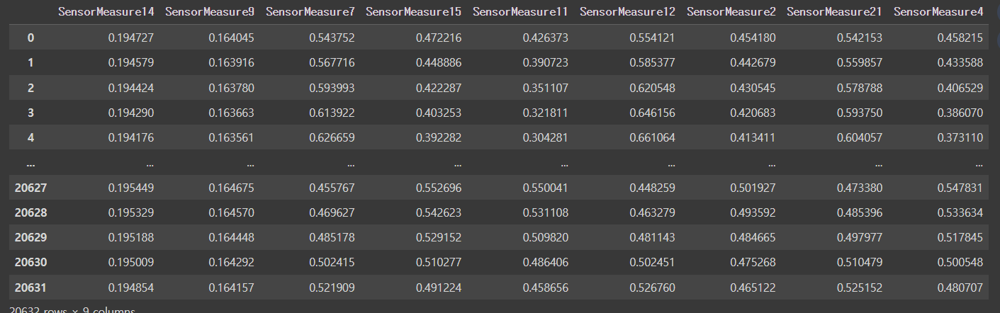 SensorMeasure14 SensorMeasure9 SensorMeasure7 SensorMeasure15 SensorMeasure11 SensorMeasure12 SensorMeasure2 SensorMeasure21 SensorMeasure4
0 0.194727 0.164045 0.543752 0.472216 0.426373 0.554121 0.454180 0.542153 0.458215
1 0.194579 0.163916 0.567716 0.448886 0.390723 0.585377 0.442679 0.559857 0.433588
2 0.194424 0.163780 0.593993 0.422287 0.351107 0.620548 0.430545 0.578788 0.406529
3 0.194290 0.163663 0.613922 0.403253 0.321811 0.646156 0.420683 0.593750 0.386070
4 0.194176 0.163561 0.626659 0.392282 0.304281 0.661064 0.413411 0.604057 0.373110
... ... ... ... ... ... ... ... ... ...
20627 0.195449 0.164675 0.455767 0.552696 0.550041 0.448259 0.501927 0.473380 0.547831
20628 0.195329 0.164570 0.469627 0.542623 0.531108 0.463279 0.493592 0.485396 0.533634
20629 0.195188 0.164448 0.485178 0.529152 0.509820 0.481143 0.484665 0.497977 0.517845
20630 0.195009 0.164292 0.502415 0.510277 0.486406 0.502451 0.475268 0.510479 0.500548
20631 0.194854 0.164157 0.521909 0.491224 0.458656 0.526760 0.465122 0.525152 0.480707
20632 rows × 9 columns